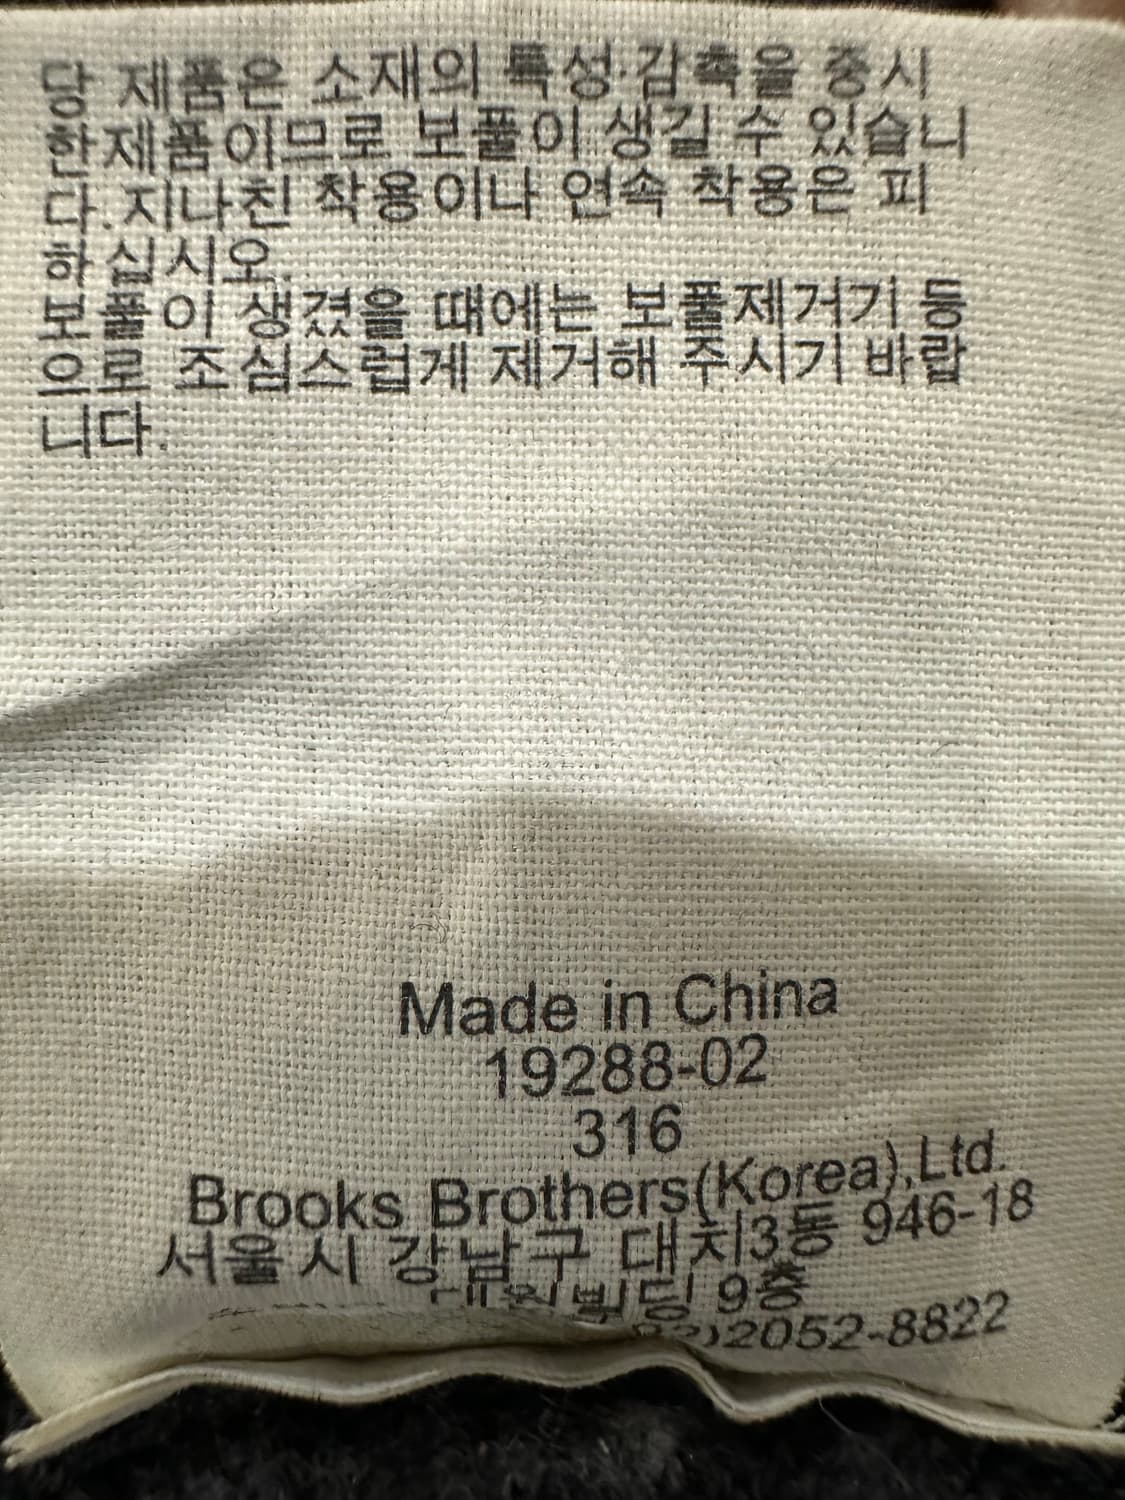 당 제품은 소재의 특성·감촉을 중시
한제품이므로 보풀이 생길 수 있습니
다.지나친 착용이나 연속 착용은 피
하십시오.
보풀이 생겼을 때에는 보풀제거기 등
으로 조심스럽게 제거해 주시기 바랍
니다.
Made in China
19288-02
316
Brooks Brothers(Korea),Ltd.
서울시 강남구 대치3동 946-18
빌딩 9층
)2052-8822